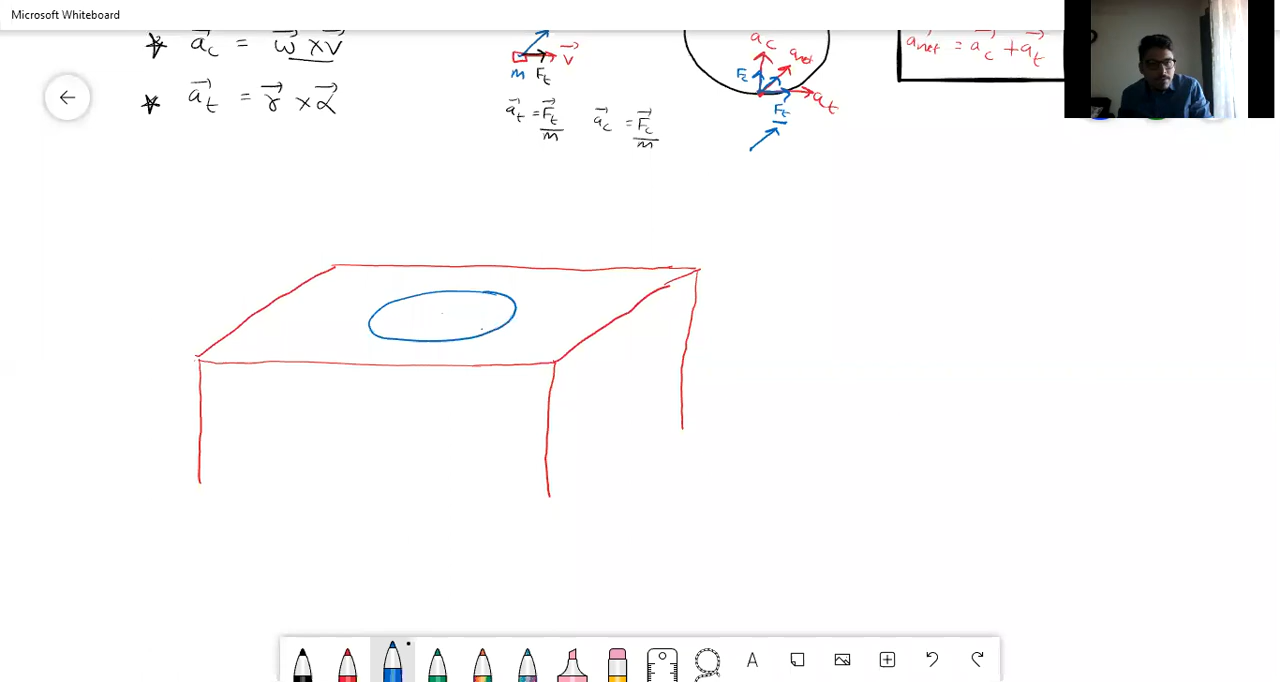 Microsoft Whiteboard
* a⃗c = ω⃗ × v⃗
* a⃗t = r⃗ × α⃗
m Ft v⃗
a⃗t = F⃗t/m a⃗c = F⃗c/m
ac
anet
Fc
at
Ft
a⃗net = a⃗c + a⃗t
A